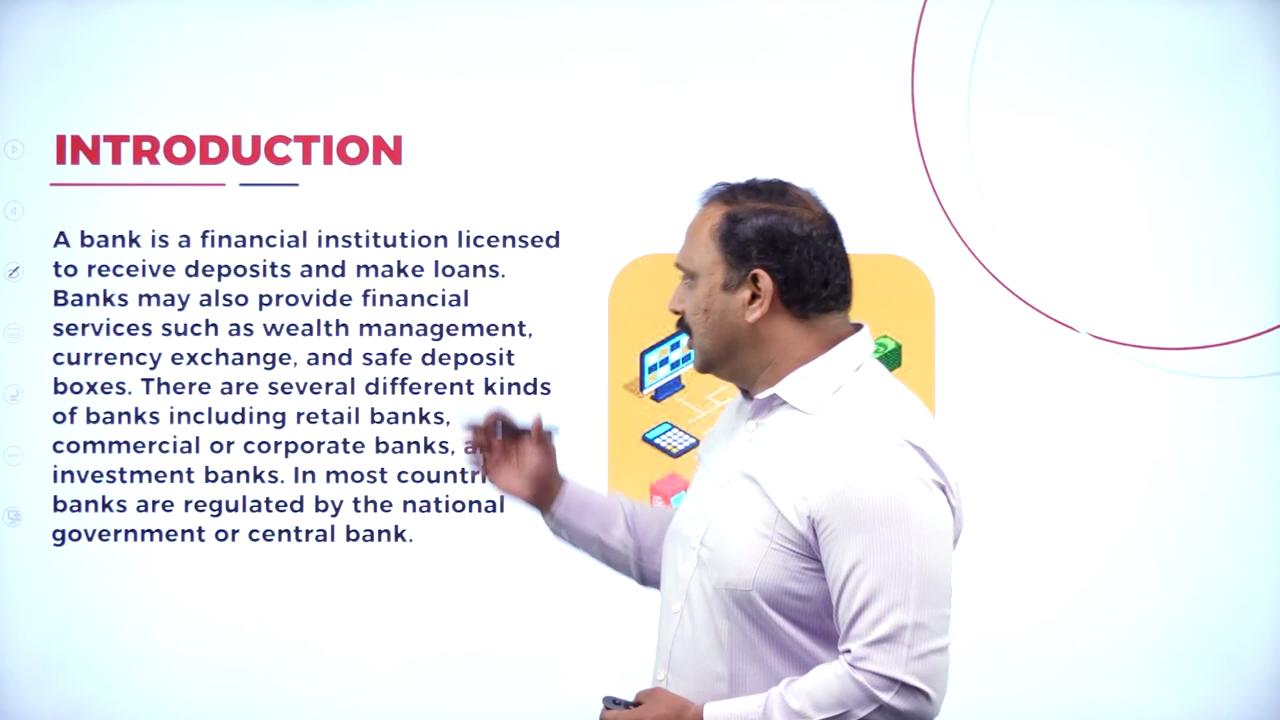 INTRODUCTION
A bank is a financial institution licensed
to receive deposits and make loans.
Banks may also provide financial
services such as wealth management,
currency exchange, and safe deposit
boxes. There are several different kinds
of banks including retail banks,
commercial or corporate banks,
investment banks. In most
banks are regulated by the national
government or central bank.